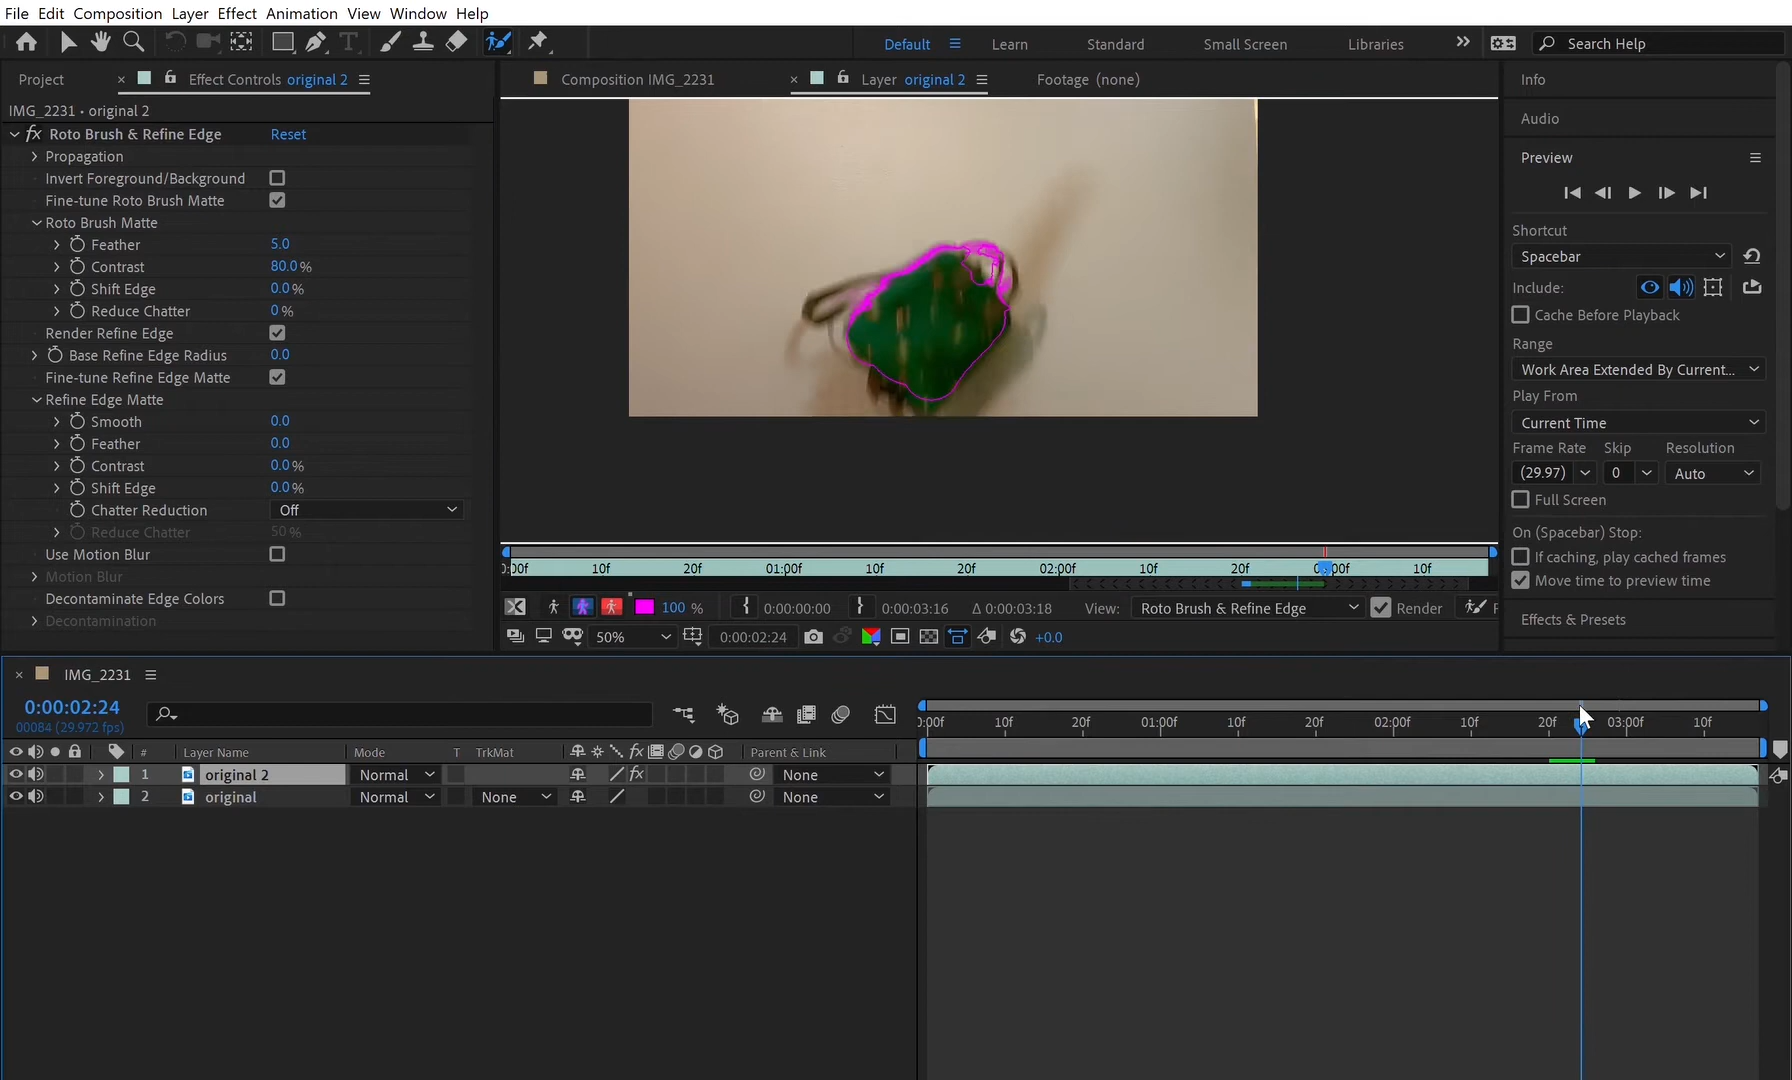 File Edit Composition Layer Effect Animation View Window Help
Default Learn Standard Small Screen Libraries Search Help
Project Effect Controls original 2
Composition IMG_2231 Layer original 2 Footage (none)
IMG_2231 • original 2
fx Roto Brush & Refine Edge Reset
Propagation
Invert Foreground/Background
Fine-tune Roto Brush Matte
Roto Brush Matte
Feather 5.0
Contrast 80.0 %
Shift Edge 0.0 %
Reduce Chatter 0 %
Render Refine Edge
Base Refine Edge Radius 0.0
Fine-tune Refine Edge Matte
Refine Edge Matte
Smooth 0.0
Feather 0.0
Contrast 0.0 %
Shift Edge 0.0 %
Chatter Reduction Off
Reduce Chatter 50 %
Use Motion Blur
Motion Blur
Decontaminate Edge Colors
Decontamination
10f 20f 01:00f 10f 20f 02:00f 10f 20f 10f
100 % 0:00:00:00 0:00:03:16 Δ 0:00:03:18 View: Roto Brush & Refine Edge Render
50% 0:00:02:24 +0.0
Info
Audio
Preview
Shortcut
Spacebar
Include:
Cache Before Playback
Range
Work Area Extended By Current...
Play From
Current Time
Frame Rate Skip Resolution
(29.97) 0 Auto
Full Screen
On (Spacebar) Stop:
If caching, play cached frames
Move time to preview time
Effects & Presets
IMG_2231
0:00:02:24
00084 (29.972 fps)
:00f 10f 20f 01:00f 10f 20f 02:00f 10f 20f 03:00f 10f
# Layer Name Mode T TrkMat fx Parent & Link
1 original 2 Normal fx None
2 original Normal None None